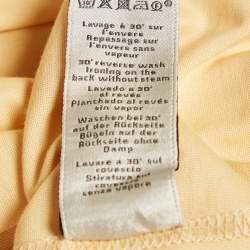 Lavage à 30° sur
l'envers
Repassage sur
l'envers sans
vapeur
30° reverse wash
Ironing on the
back without steam
Lavado a 30°
al revés
Planchado al revés
sin vapor
Waschen bei 30°
auf der Rückseite
Bügeln auf der
Rückseite ohne
Damp
Lavare a 30° sul
rovescio
Stiratura sul
rovescio
senza vapore